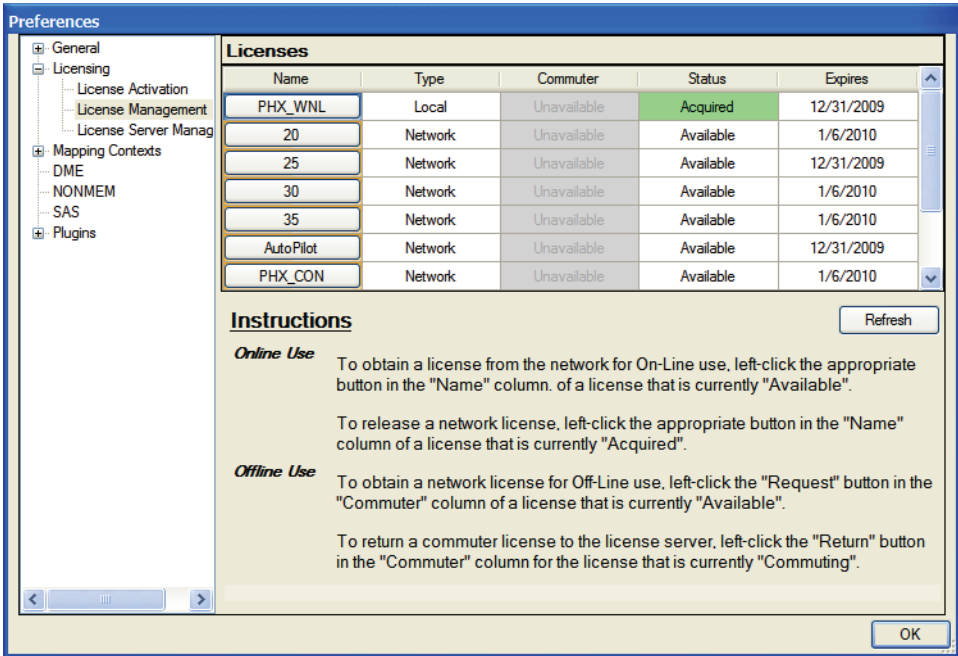 Preferences
General
Licensing
License Activation
License Management
License Server Manag
Mapping Contexts
DME
NONMEM
SAS
Plugins
Licenses
Name Type Commuter Status Expires
PHX_WNL Local Unavailable Acquired 12/31/2009
20 Network Unavailable Available 1/6/2010
25 Network Unavailable Available 12/31/2009
30 Network Unavailable Available 1/6/2010
35 Network Unavailable Available 1/6/2010
AutoPilot Network Unavailable Available 12/31/2009
PHX_CON Network Unavailable Available 1/6/2010
Instructions
Refresh
Online Use
To obtain a license from the network for On-Line use, left-click the appropriate
button in the "Name" column. of a license that is currently "Available".
To release a network license, left-click the appropriate button in the "Name"
column of a license that is currently "Acquired".
Offline Use
To obtain a network license for Off-Line use, left-click the "Request" button in the
"Commuter" column of a license that is currently "Available".
To return a commuter license to the license server, left-click the "Return" button
in the "Commuter" column for the license that is currently "Commuting".
OK